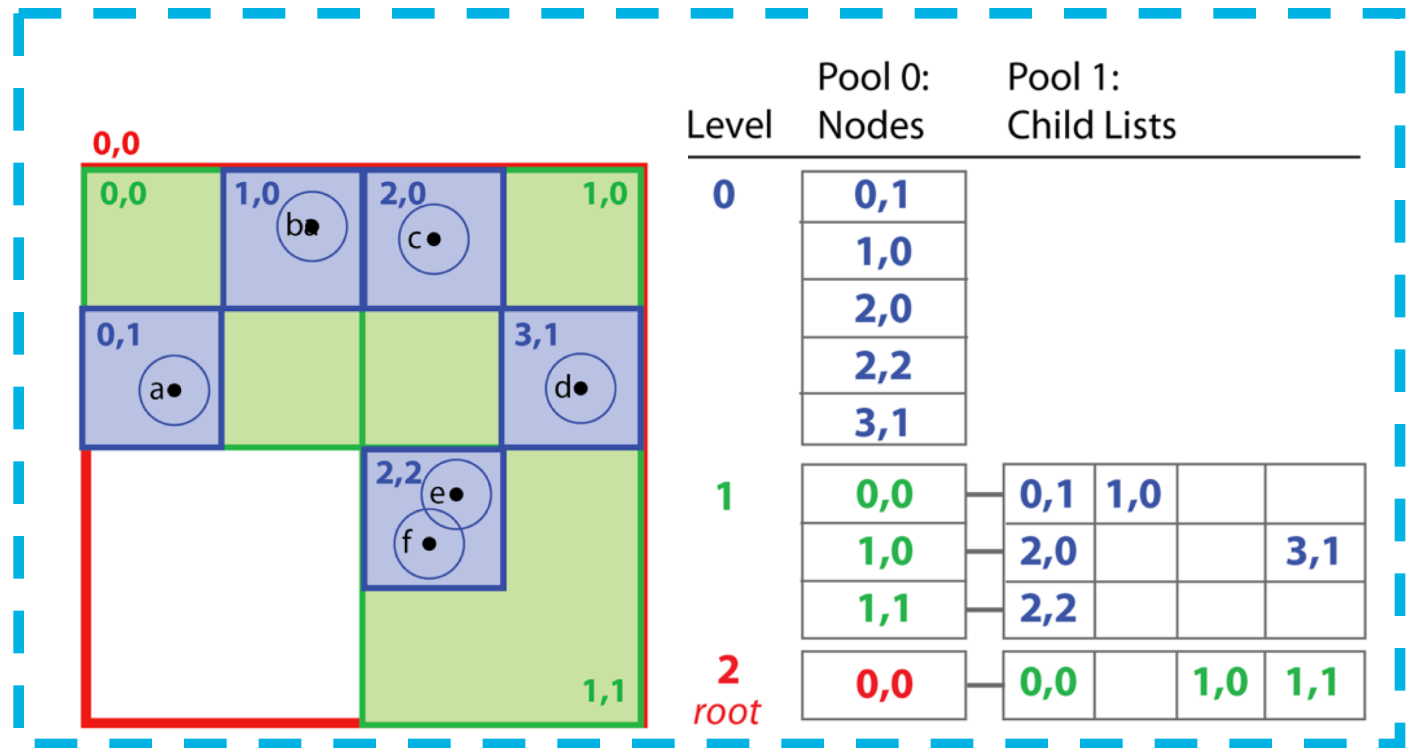 0,0
0,0
1,0
2,0
1,0
c
0,1
3,1
a
d
2,2
e
f
1,1
Pool 0: Pool 1:
Level Nodes Child Lists
0 0,1
1,0
2,0
2,2
3,1
1 0,0 0,1 1,0
1,0 2,0 3,1
1,1 2,2
2 0,0 0,0 1,0 1,1
root